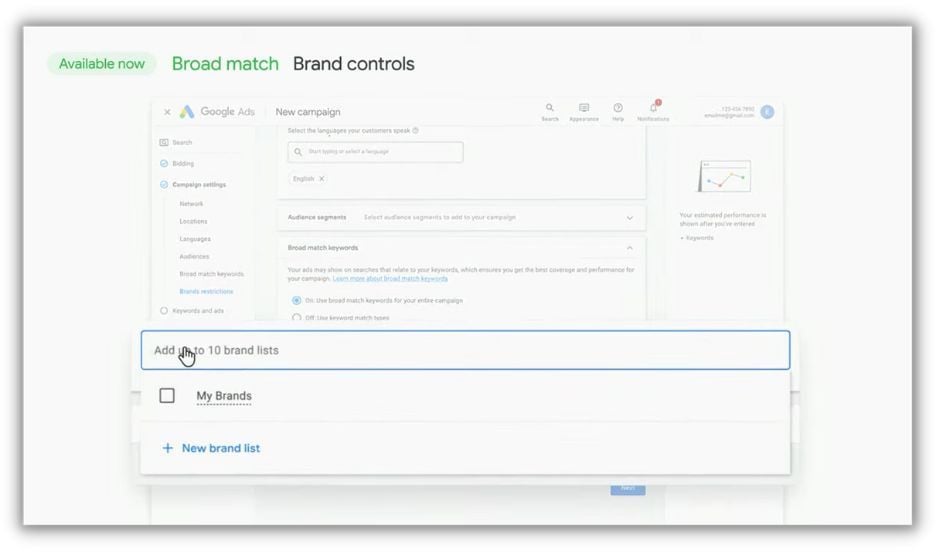 Available now Broad match Brand controls
Google Ads New campaign
Search Appearance Help Notifications
123-456-7890
emailme@gmail.com
E
Select the languages your customers speak
Start typing or select a language
English
Search
Bidding
Campaign settings
Network
Locations
Languages
Audiences
Broad match keywords
Brands restrictions
Keywords and ads
Audience segments Select audience segments to add to your campaign
Broad match keywords
Your ads may show on searches that relate to your keywords, which ensures you get the best coverage and performance for
your campaign. Learn more about broad match keywords
On: Use broad match keywords for your entire campaign
Off: Use keyword match types
Your estimated performance is
shown after you've entered
• Keywords
Add up to 10 brand lists
My Brands
+ New brand list
Next